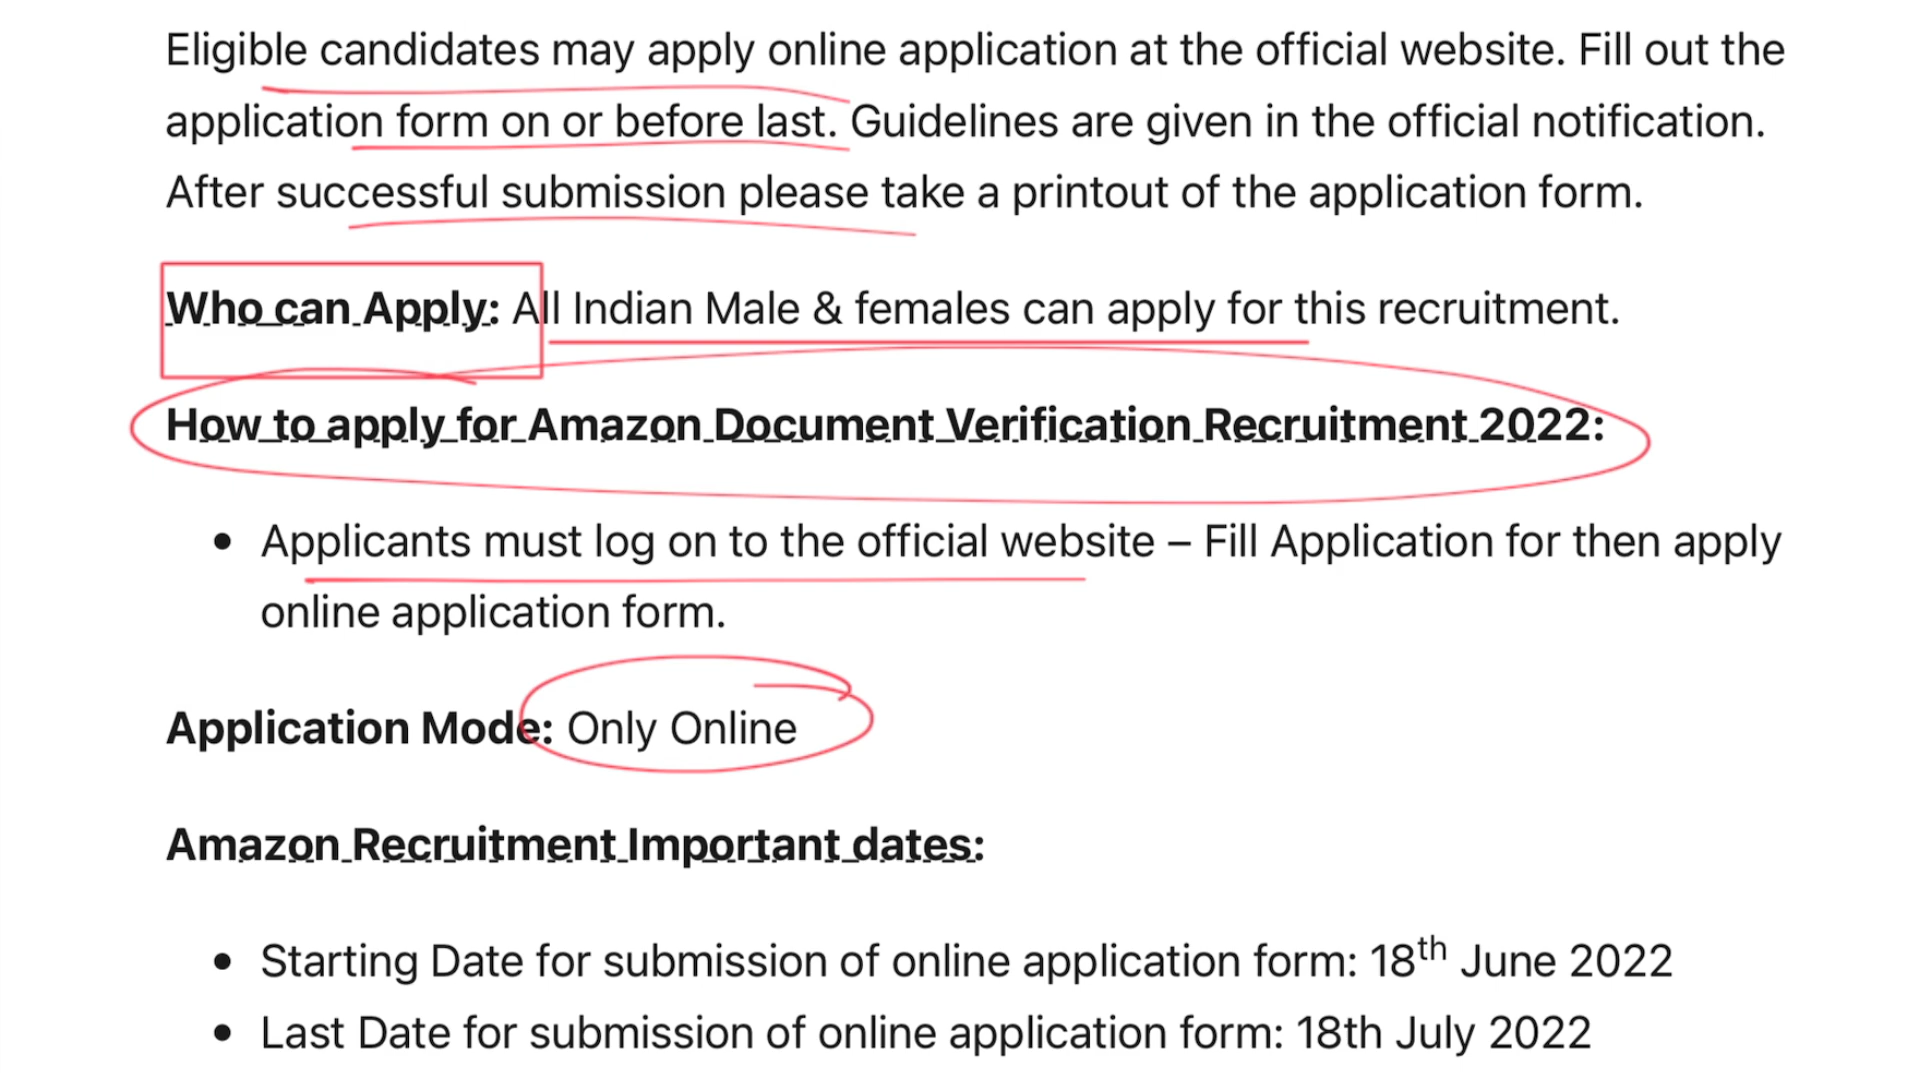 Eligible candidates may apply online application at the official website. Fill out the
application form on or before last. Guidelines are given in the official notification.
After successful submission please take a printout of the application form.
Who can Apply: All Indian Male & females can apply for this recruitment.
How to apply for Amazon Document Verification Recruitment 2022:
• Applicants must log on to the official website – Fill Application for then apply
online application form.
Application Mode: Only Online
Amazon Recruitment Important dates:
• Starting Date for submission of online application form: 18th June 2022
• Last Date for submission of online application form: 18th July 2022